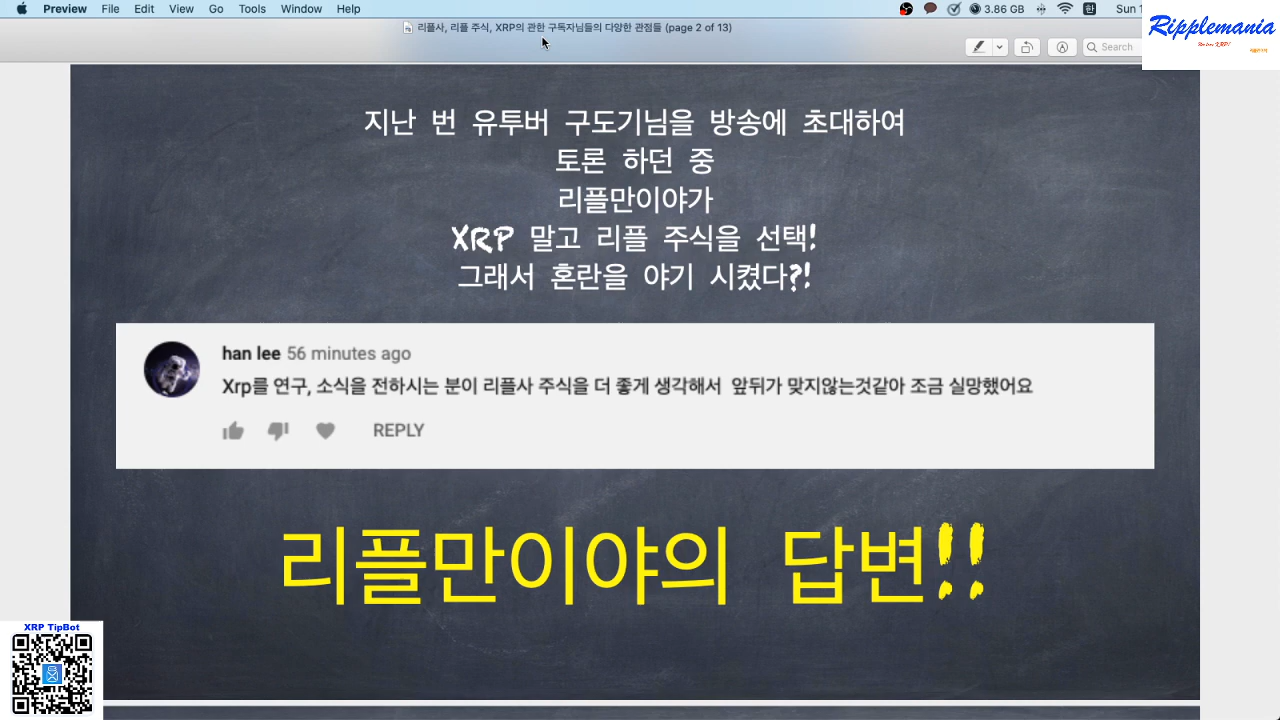 Preview File Edit View Go Tools Window Help 3.86 GB 한 Sun 1
리플사, 리플 주식, XRP의 관한 구독자님들의 다양한 관점들 (page 2 of 13)
Search
Ripplemania
지난 번 유투버 구도기님을 방송에 초대하여
토론 하던 중
리플만이야가
XRP 말고 리플 주식을 선택!
그래서 혼란을 야기 시켰다?!
han lee 56 minutes ago
Xrp를 연구, 소식을 전하시는 분이 리플사 주식을 더 좋게 생각해서 앞뒤가 맞지않는것같아 조금 실망했어요
REPLY
리플만이야의 답변!!
XRP TipBot